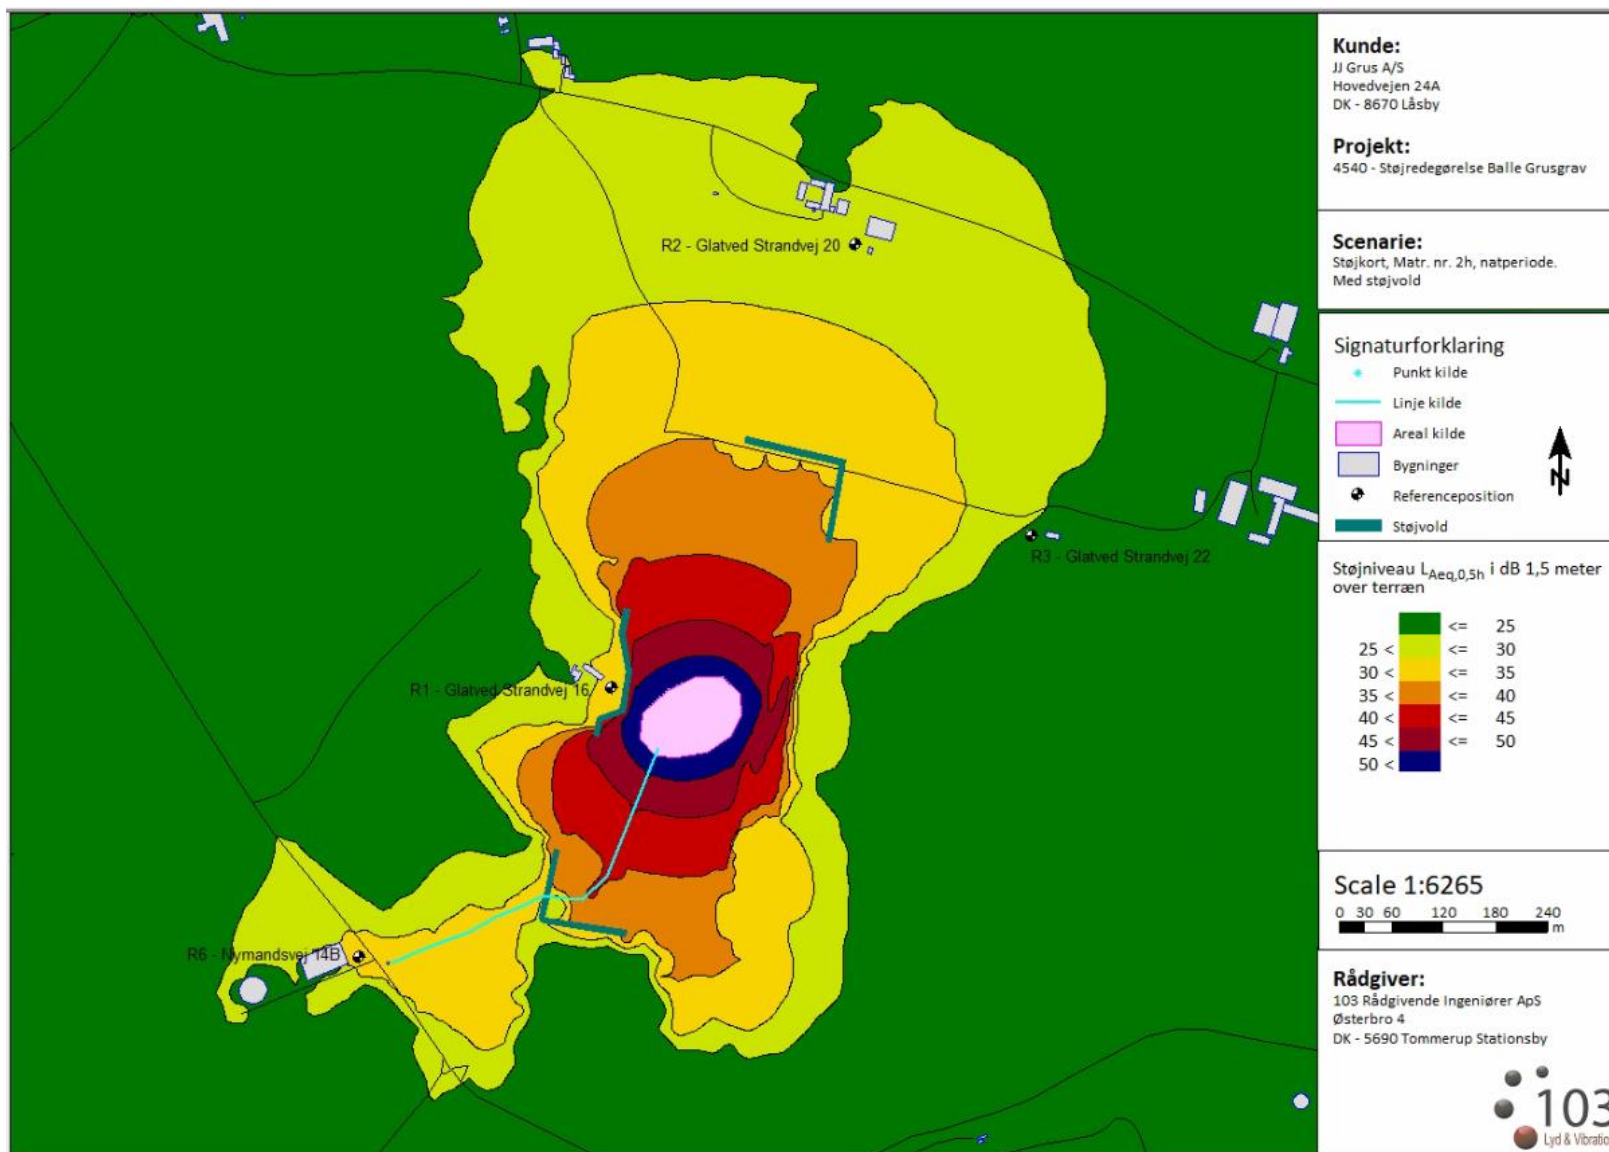 R2 - Glatved Strandvej 20
R3 - Glatved Strandvej 22
R1 - Glatved Strandvej 16
R6 - Nymandsvej 14B
Kunde:
JJ Grus A/S
Hovedvejen 24A
DK - 8670 Låsby
Projekt:
4540 - Støjredegørelse Balle Grusgrav
Scenarie:
Støjkort, Matr. nr. 2h, natperiode.
Med støjvold
Signaturforklaring
Punkt kilde
Linje kilde
Areal kilde
Bygninger
Referenceposition
Støjvold
N
Støjniveau LAeq,0,5h i dB 1,5 meter
over terræn
<= 25
25 < <= 30
30 < <= 35
35 < <= 40
40 < <= 45
45 < <= 50
50 <
Scale 1:6265
0 30 60 120 180 240
m
Rådgiver:
103 Rådgivende Ingeniører ApS
Østerbro 4
DK - 5690 Tommerup Stationsby
103
Lyd & Vibratio